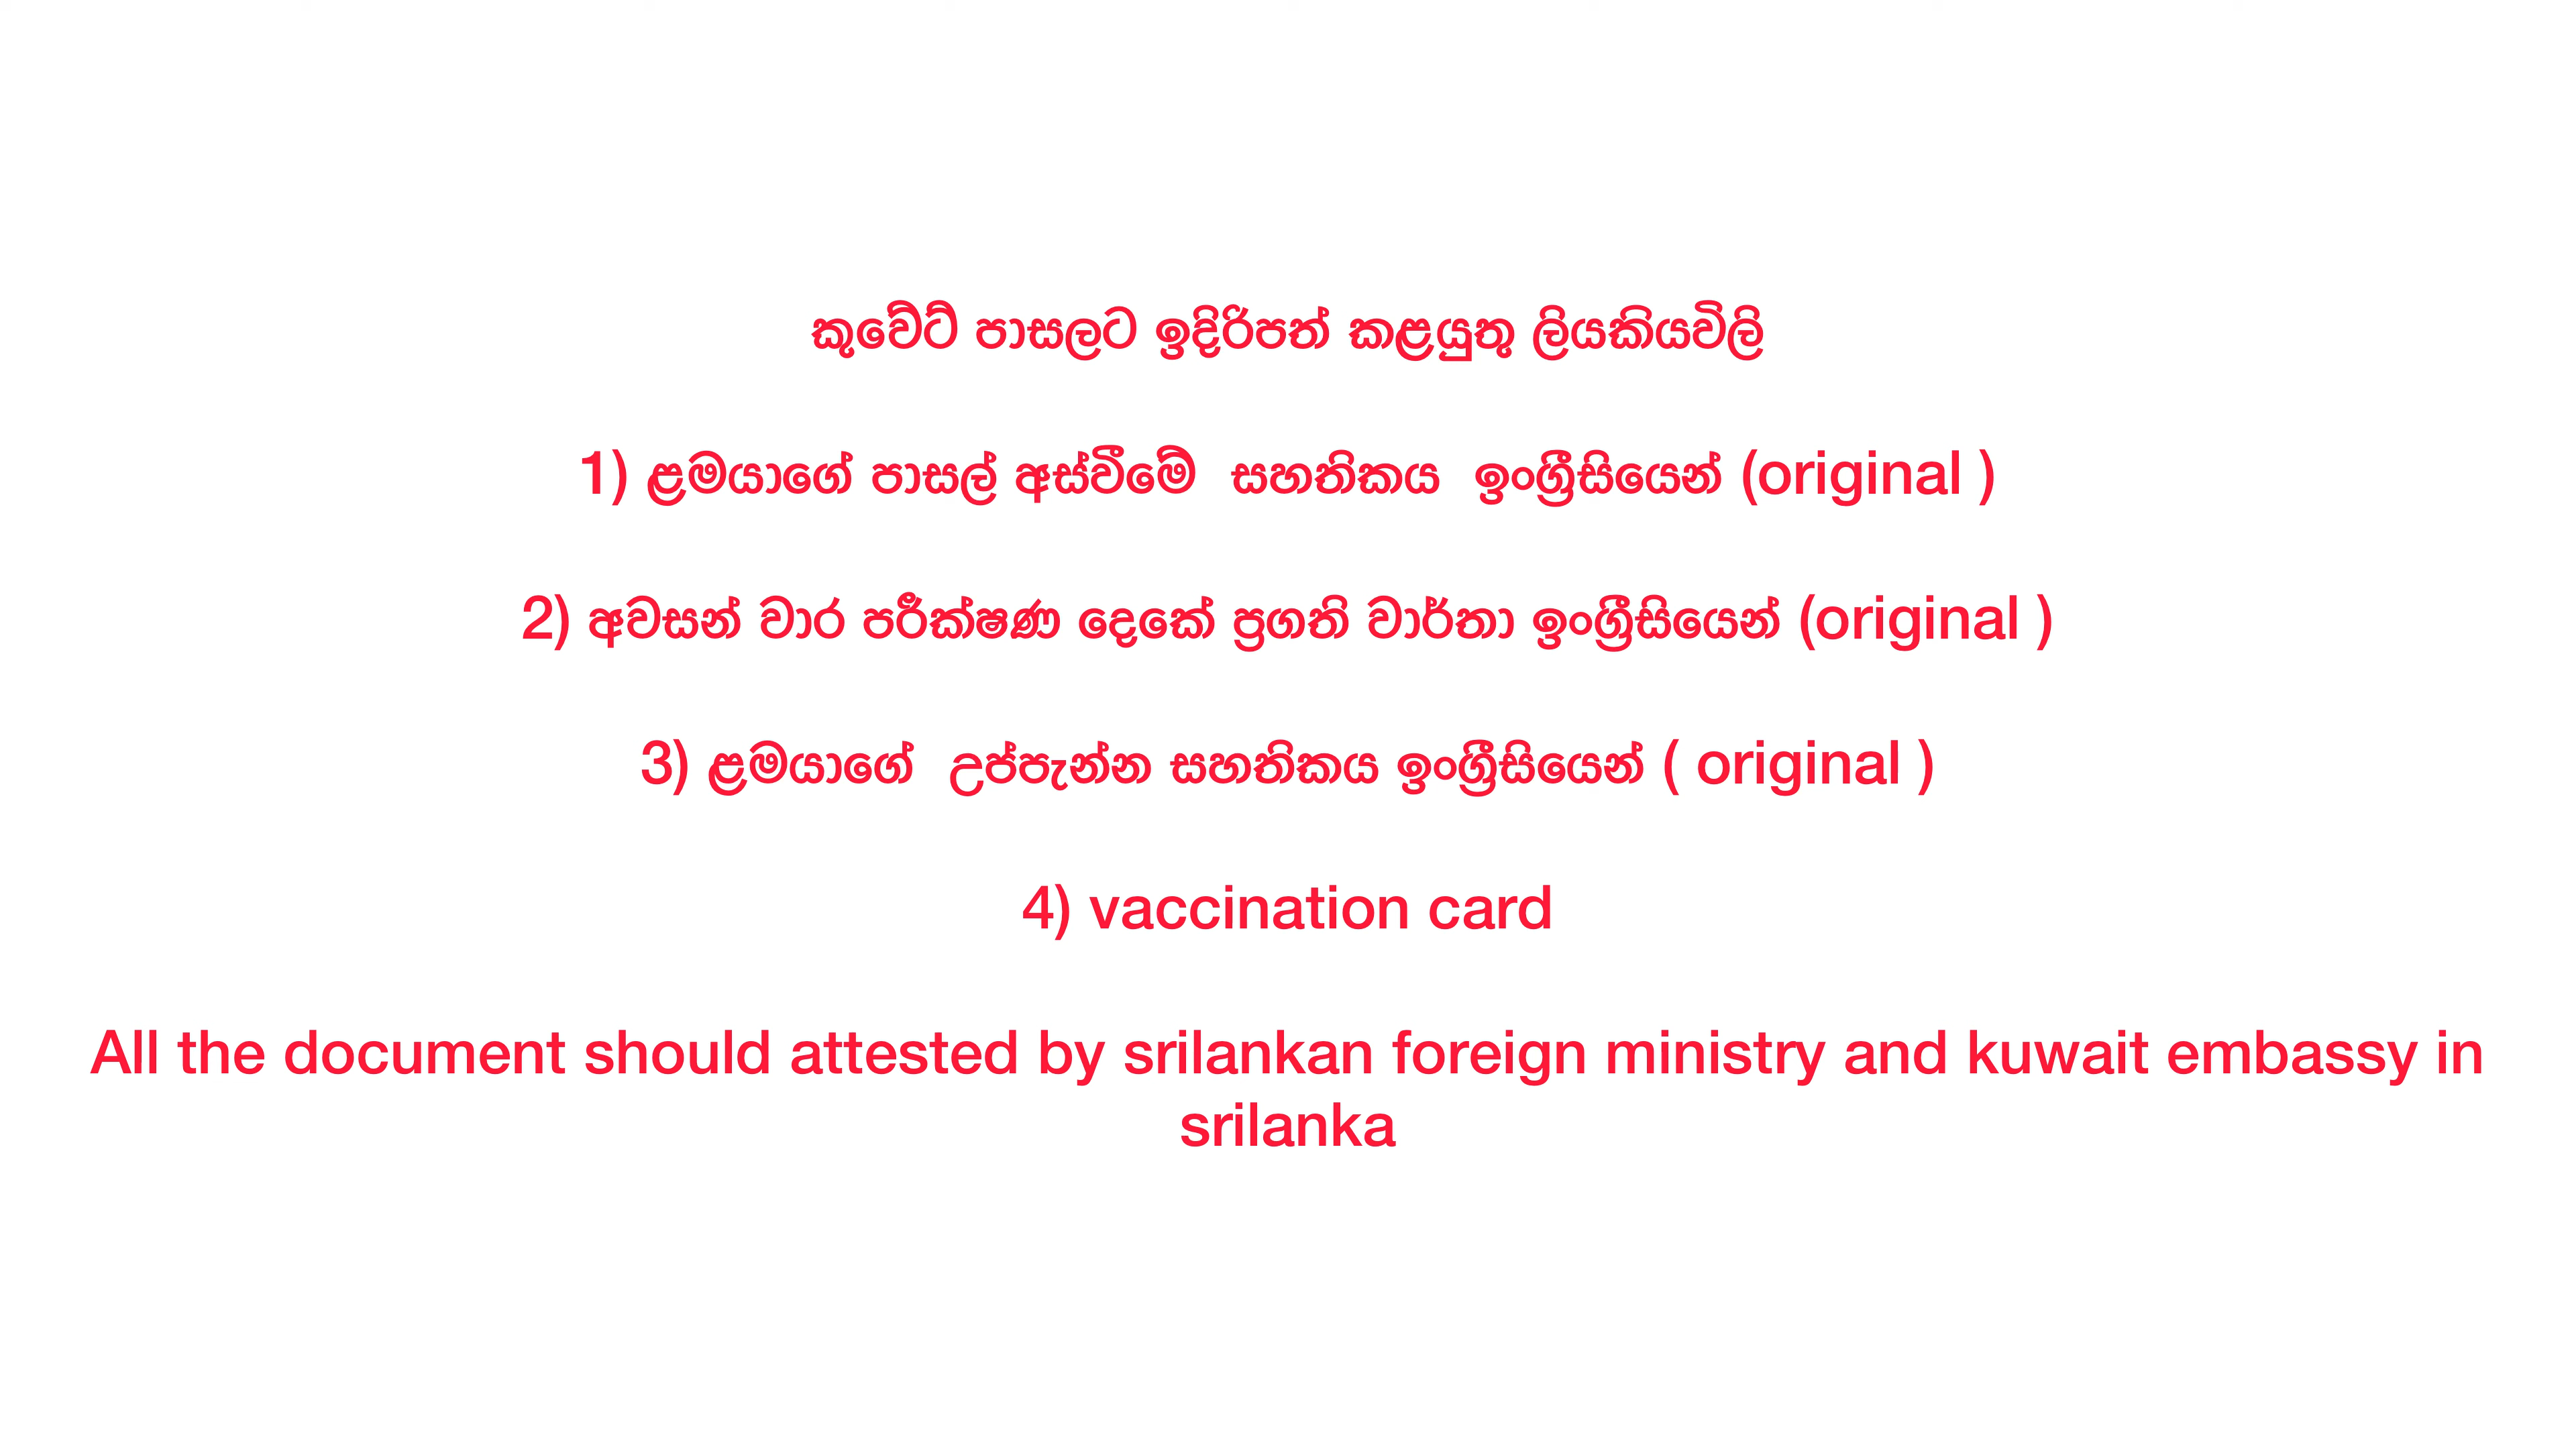 කුවේට් පාසලට ඉදිරිපත් කළයුතු ලියකියවිලි
1) ළමයාගේ පාසල් අස්වීමේ  සහතිකය  ඉංග්‍රීසියෙන් (original )
2) අවසන් වාර පරීක්ෂණ දෙකේ ප්‍රගති වාර්තා ඉංග්‍රීසියෙන් (original )
3) ළමයාගේ  උප්පැන්න සහතිකය ඉංග්‍රීසියෙන් ( original )
4) vaccination card
All the document should attested by srilankan foreign ministry and kuwait embassy in
srilanka